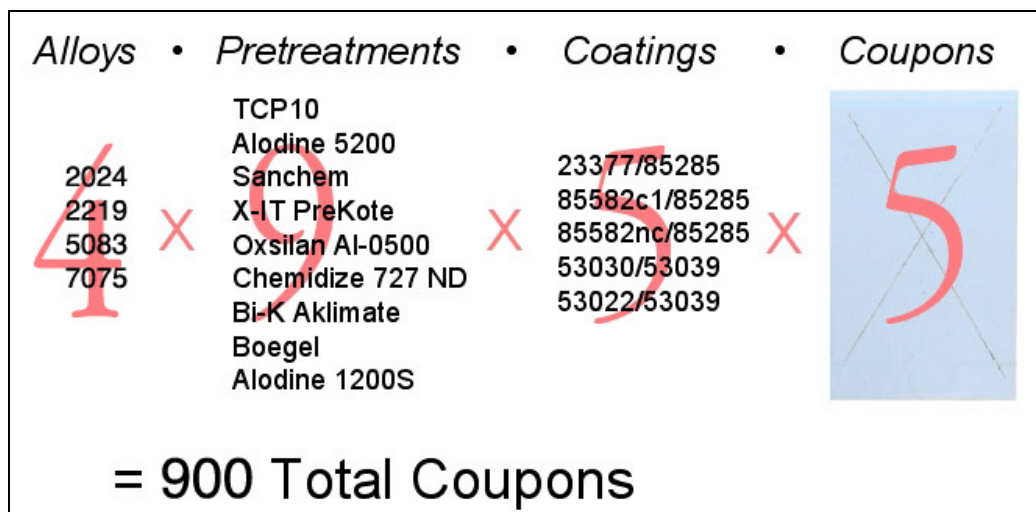 Alloys • Pretreatments • Coatings • Coupons
TCP10
Alodine 5200
Sanchem
X-IT PreKote
Oxsilan Al-0500
Chemidize 727 ND
Bi-K Aklimate
Boegel
Alodine 1200S
2024
2219
5083
7075
23377/85285
85582c1/85285
85582nc/85285
53030/53039
53022/53039
4 X 9 X 5 X 5
= 900 Total Coupons